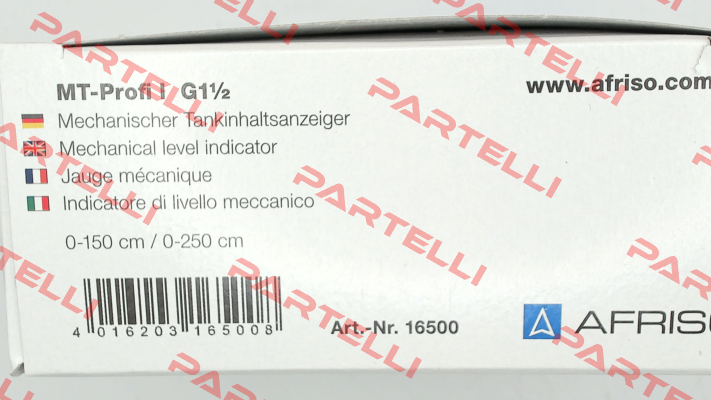 MT-Profi I G1½
www.afriso.com
Mechanischer Tankinhaltsanzeiger
Mechanical level indicator
Jauge mécanique
Indicatore di livello meccanico
0-150 cm / 0-250 cm
4 016203 165008
Art.-Nr. 16500
AFRISO
PARTELLI
PARTELLI
PARTELLI
PARTELLI
PARTELLI
PARTELLI
PARTELLI
PARTELLI